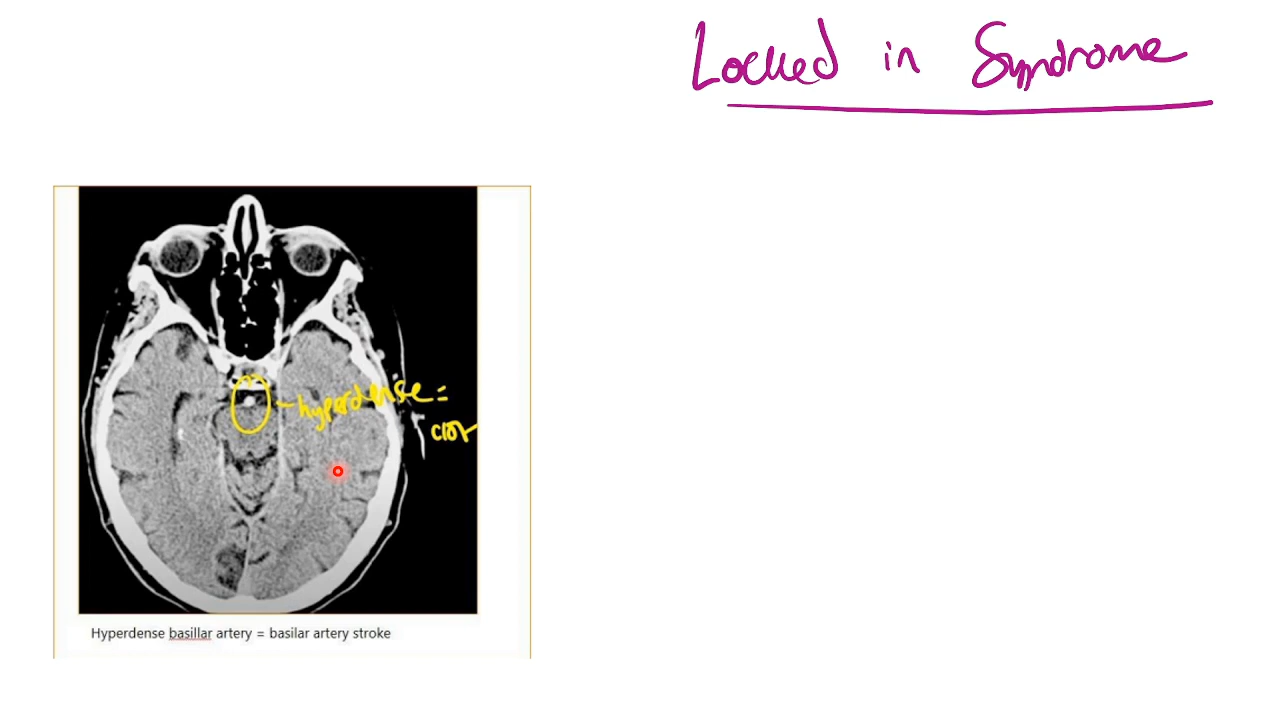 Locked in Syndrome
hyperdense =
clot
Hyperdense basillar artery = basilar artery stroke